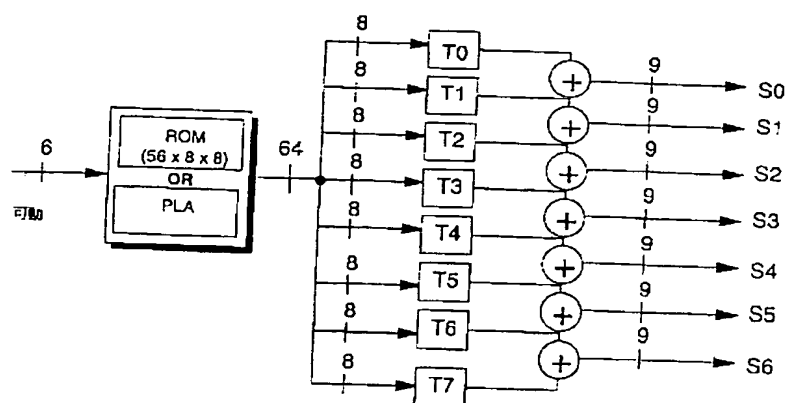 8
T0
9
S0
8
T1
9
S1
8
T2
9
S2
6
ROM
(56 x 8 x 8)
OR
PLA
64
8
T3
9
S3
可動
8
T4
9
S4
8
T5
9
S5
8
T6
9
S6
8
T7
+
+
+
+
+
+
+